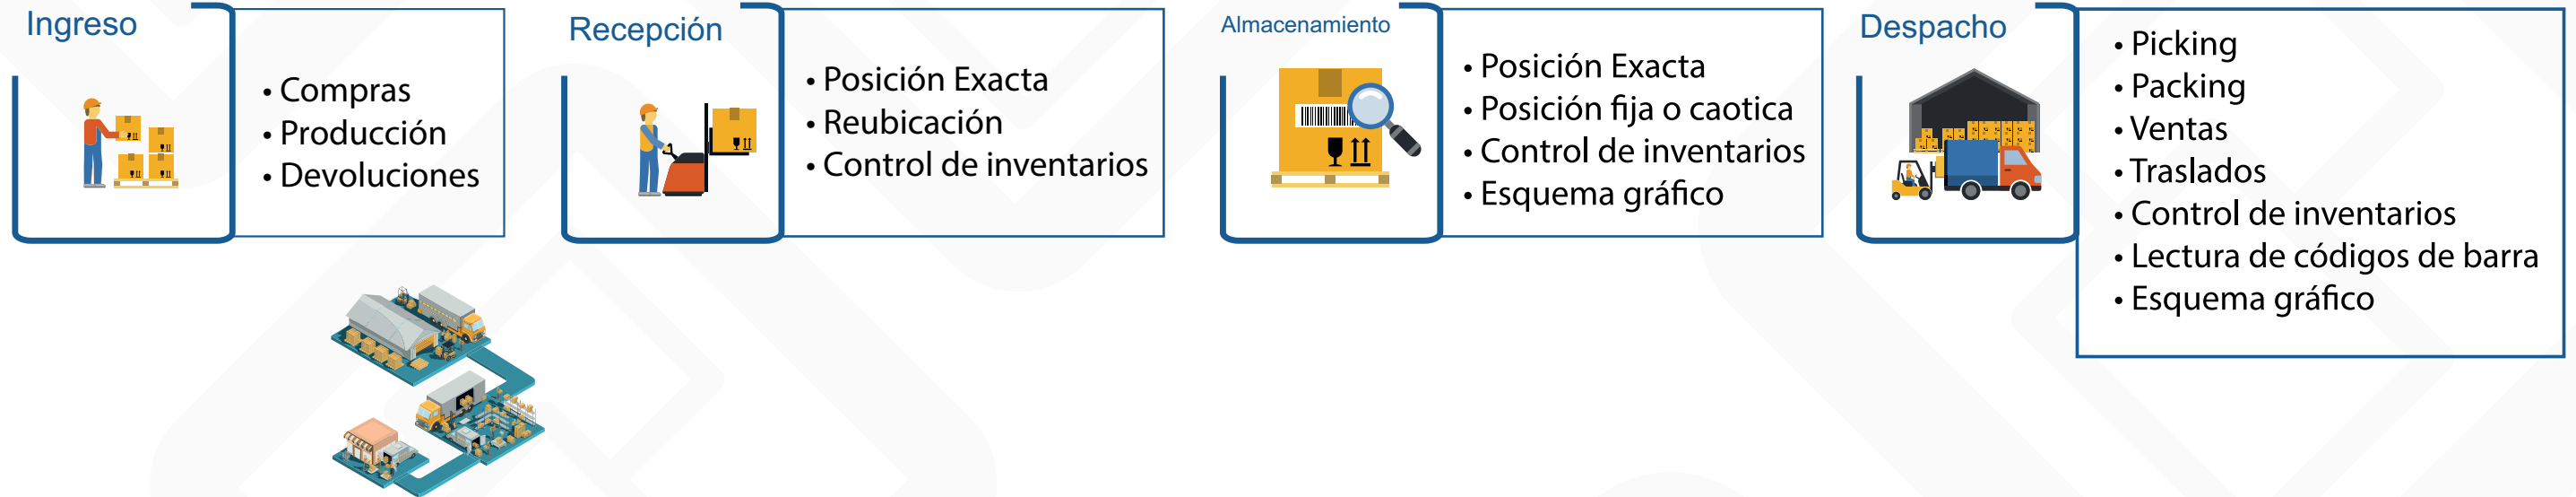 Ingreso
• Compras
• Producción
• Devoluciones
Recepción
• Posición Exacta
• Reubicación
• Control de inventarios
Almacenamiento
• Posición Exacta
• Posición fija o caotica
• Control de inventarios
• Esquema gráfico
Despacho
• Picking
• Packing
• Ventas
• Traslados
• Control de inventarios
• Lectura de códigos de barra
• Esquema gráfico